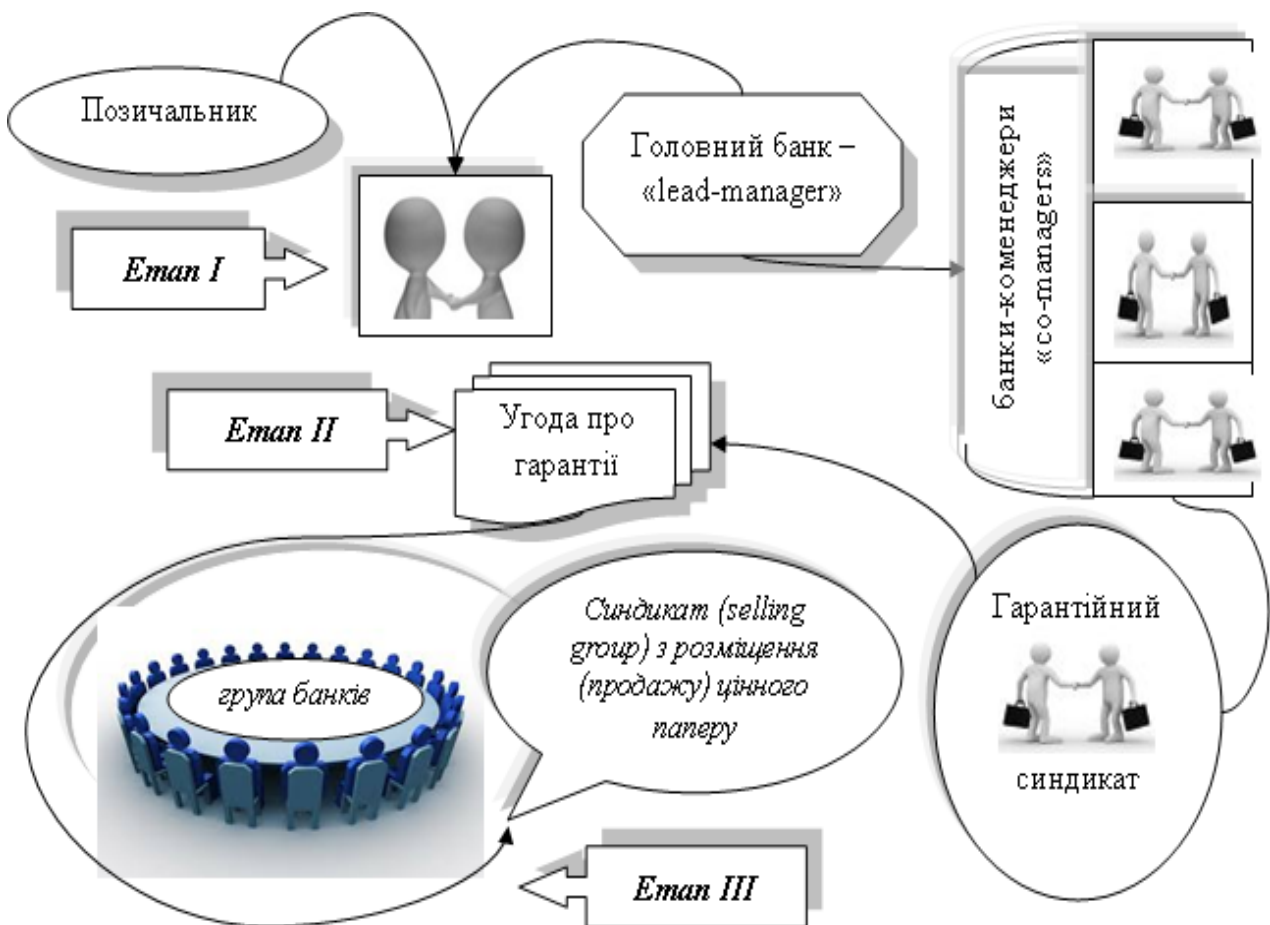 Позичальник
Головний банк –
«lead-manager»
банки-коменеджери
«co-managers»
Етап I
Етап II
Угода про
гарантії
Гарантійний
синдикат
Синдикат (selling
group) з розміщення
(продажу) цінного
паперу
група банків
Етап III